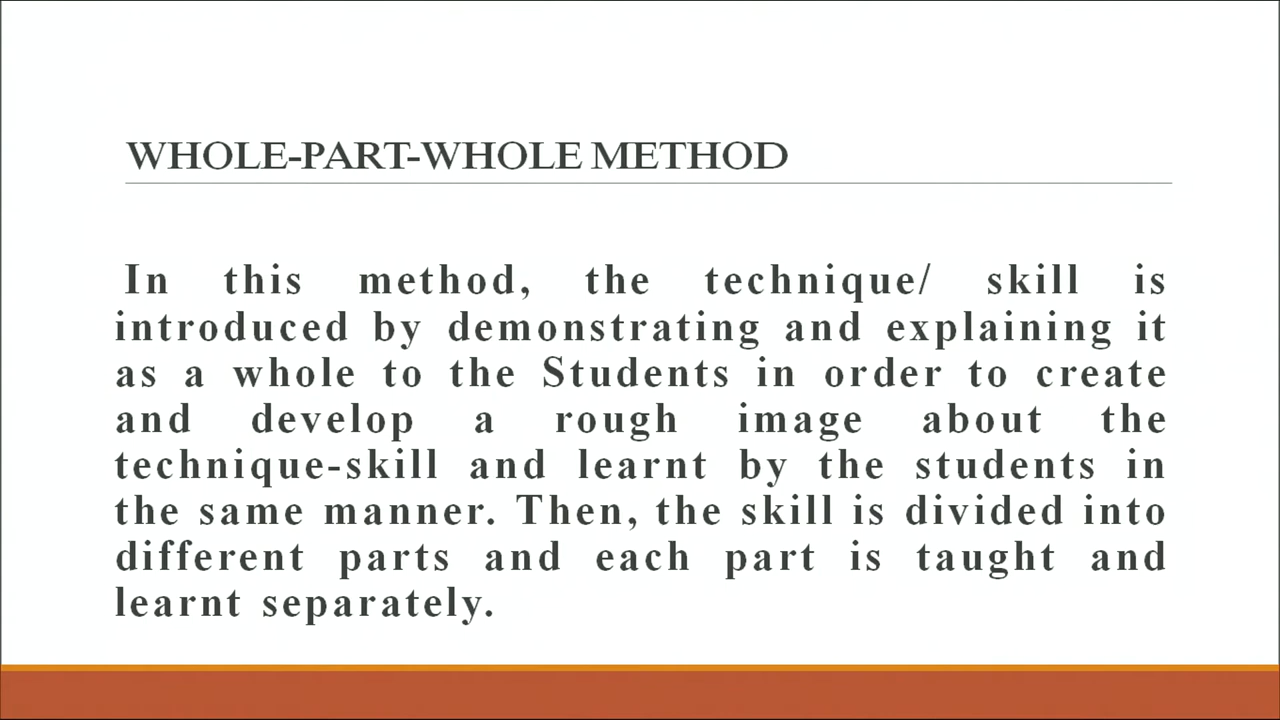 WHOLE-PART-WHOLE METHOD
In this method, the technique/ skill is
introduced by demonstrating and explaining it
as a whole to the Students in order to create
and develop a rough image about the
technique-skill and learnt by the students in
the same manner. Then, the skill is divided into
different parts and each part is taught and
learnt separately.